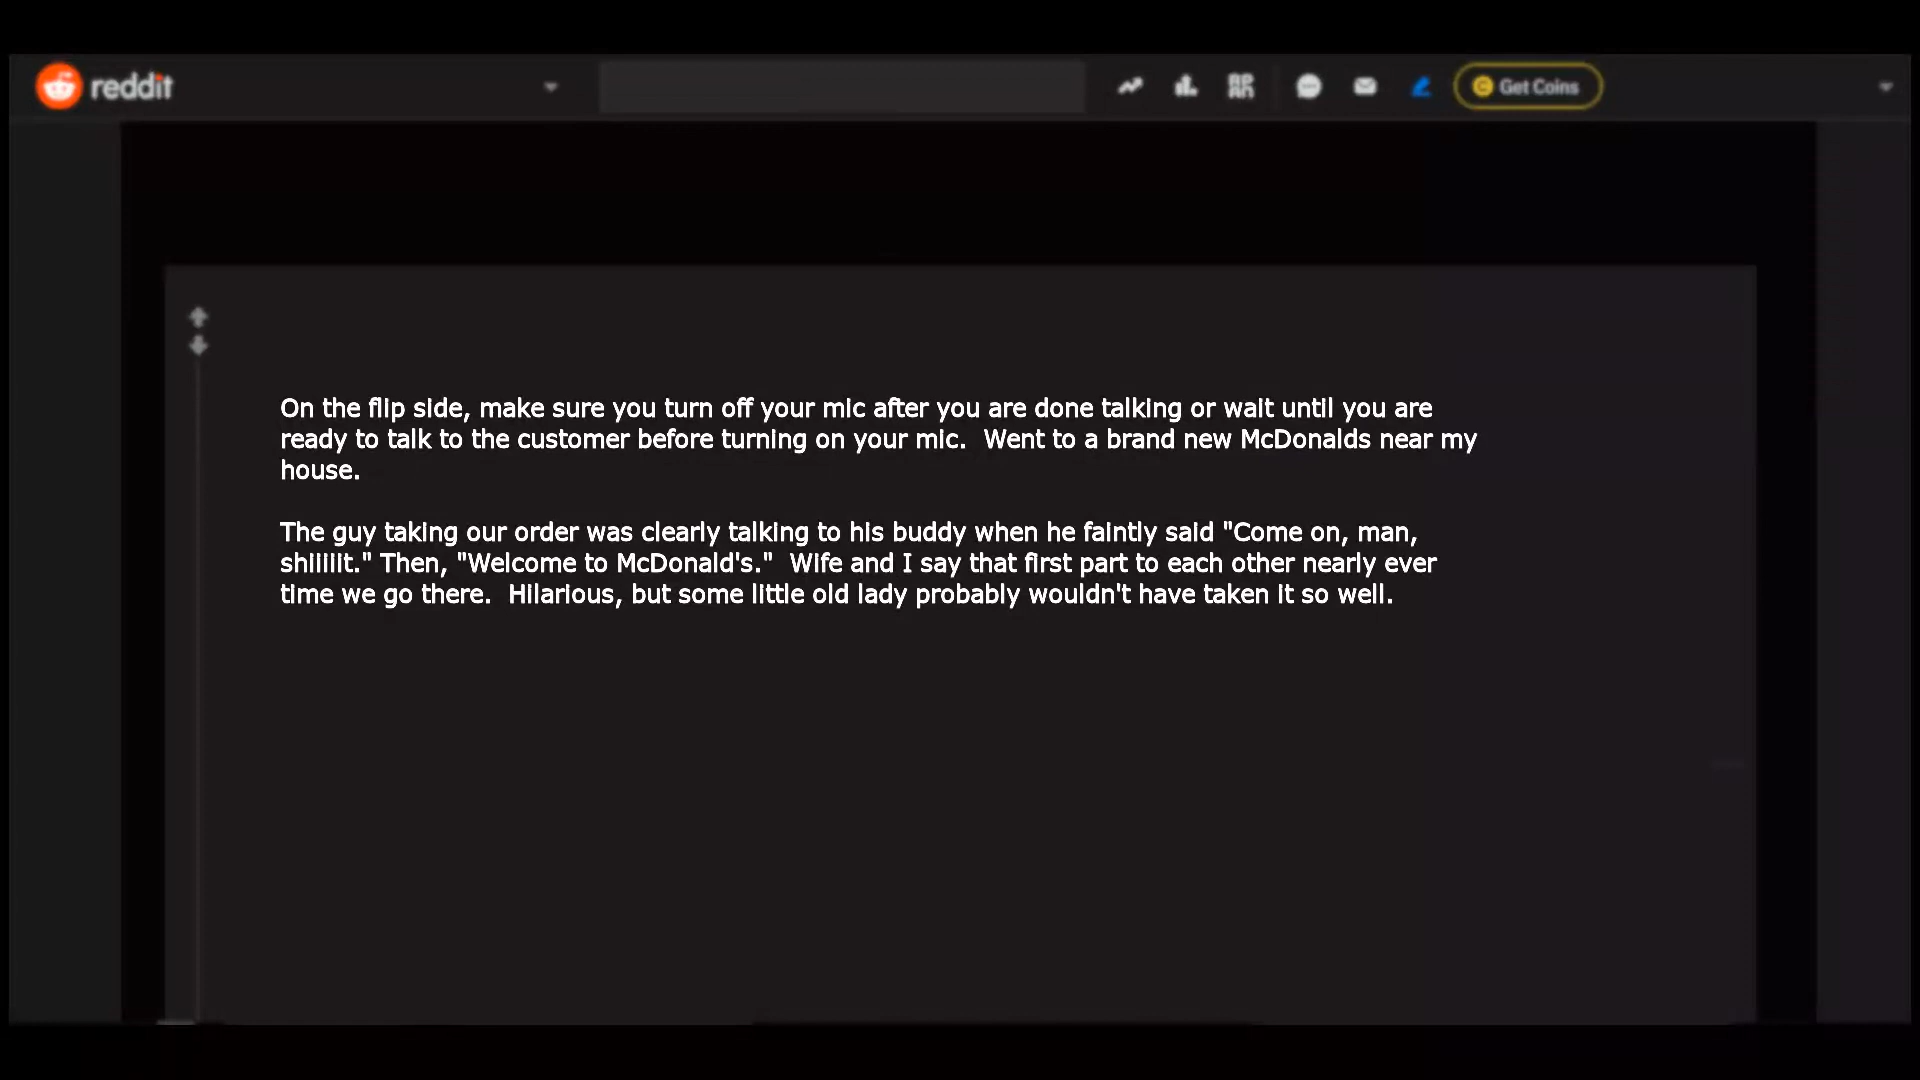 reddit
Get Coins
On the flip side, make sure you turn off your mic after you are done talking or wait until you are
ready to talk to the customer before turning on your mic.  Went to a brand new McDonalds near my
house.
The guy taking our order was clearly talking to his buddy when he faintly said "Come on, man,
shiiiiit." Then, "Welcome to McDonald's."  Wife and I say that first part to each other nearly ever
time we go there.  Hilarious, but some little old lady probably wouldn't have taken it so well.